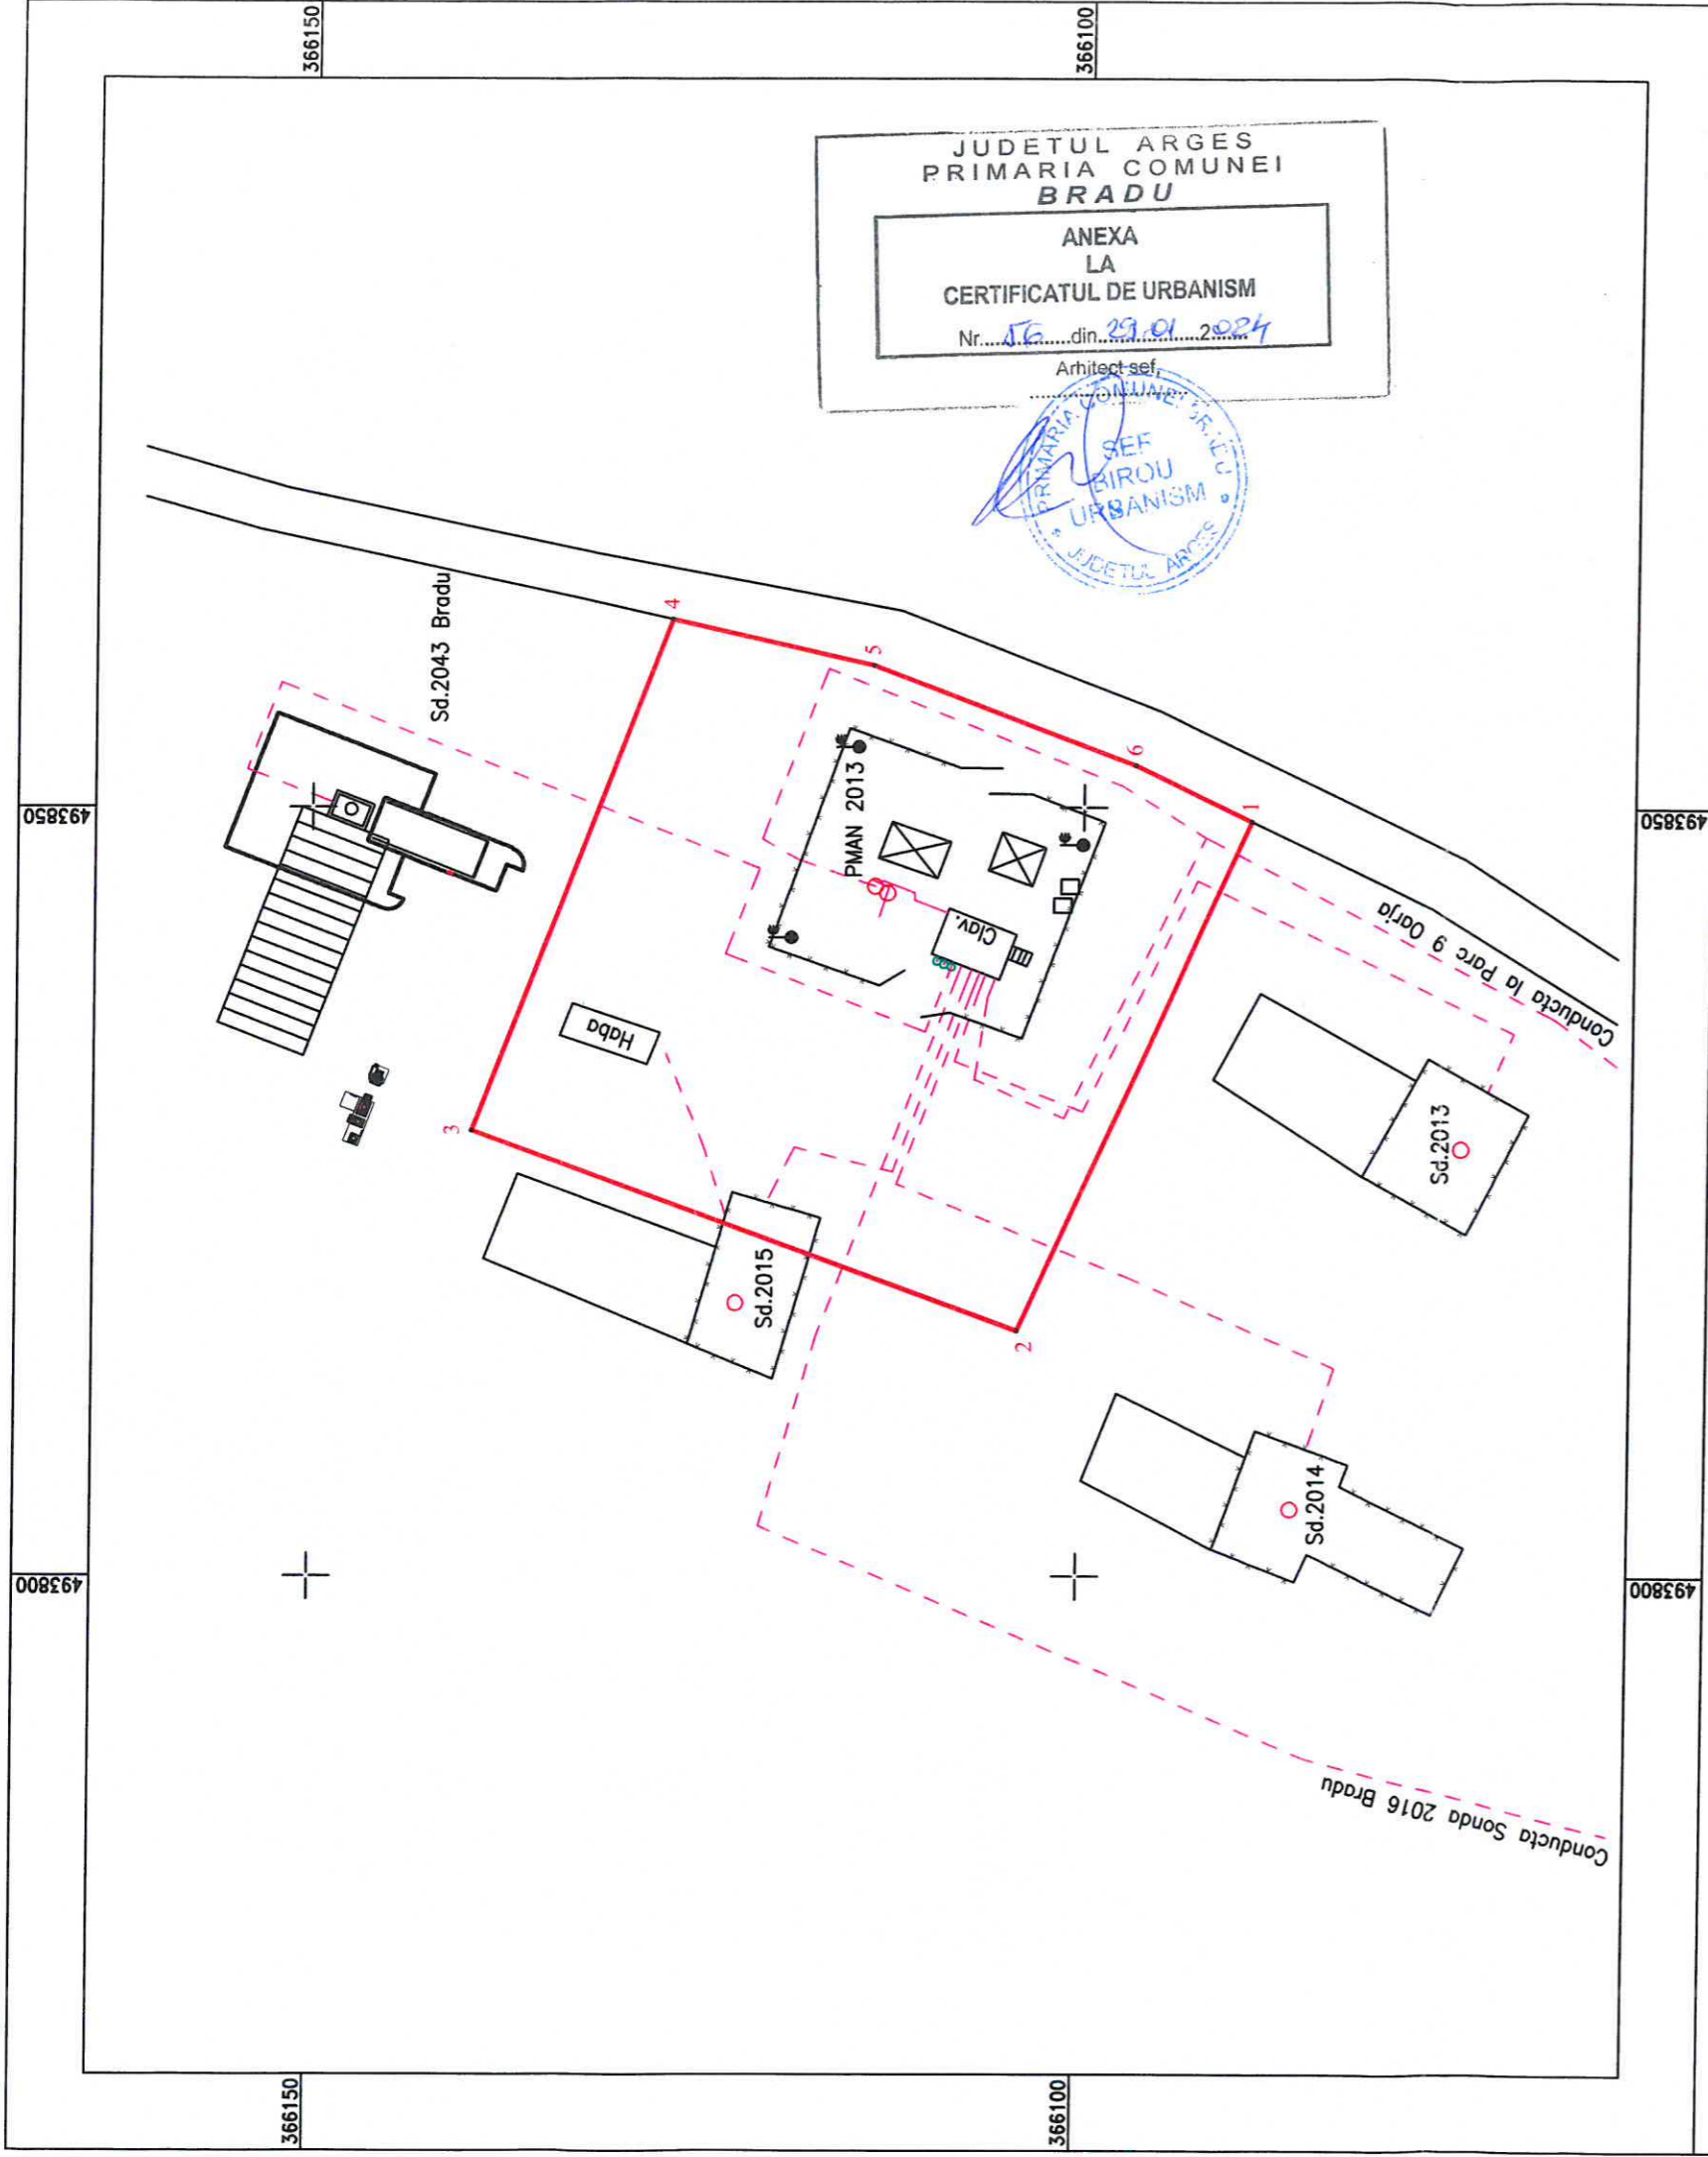 366150
366100
JUDETUL ARGES
PRIMARIA COMUNEI
BRADU
ANEXA
LA
CERTIFICATUL DE URBANISM
Nr.....56.....din.29.01.....2024
Arhitect sef,
PRIMARIA COMUNEI BRADU
SEF
BIROU
URBANISM
JUDETUL ARGES
Sd.2043 Bradu
4
5
493850
493850
PMAN 2013
6
1
Clav.
Conducta la Parc 9 Oarja
Haba
3
Sd.2013
Sd.2015
2
Sd.2014
493800
493800
Conducta Sonda 2016 Bradu
366150
366100